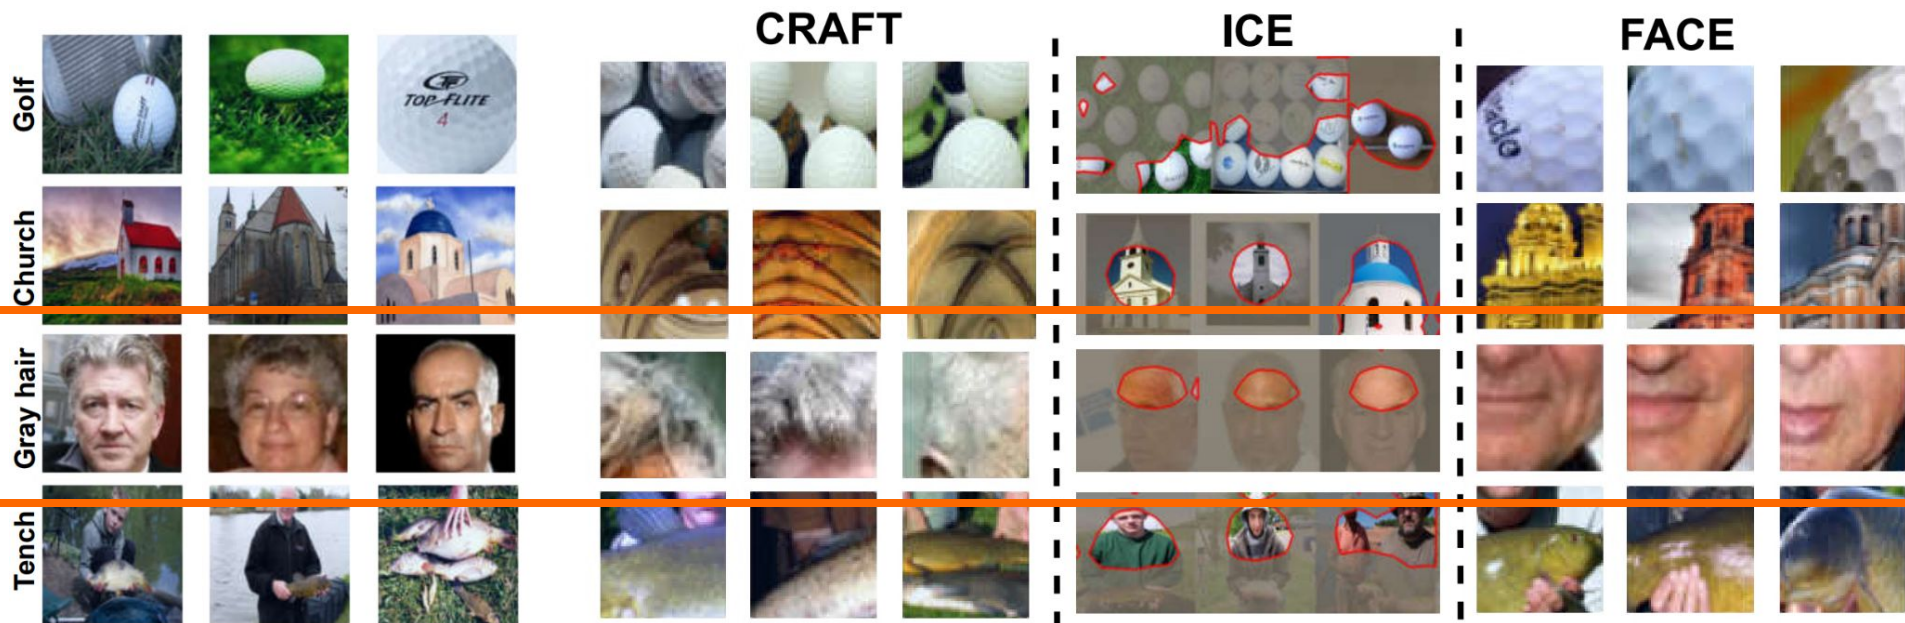 CRAFT
ICE
FACE
Golf
TOP-FLITE
4
Church
Gray hair
Tench